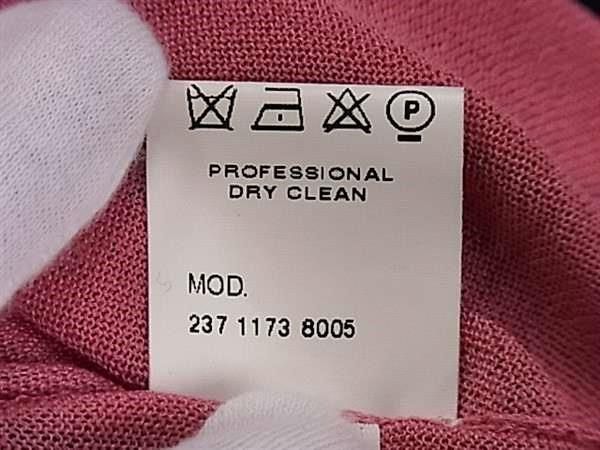 P
PROFESSIONAL
DRY CLEAN
MOD.
237 1173 8005